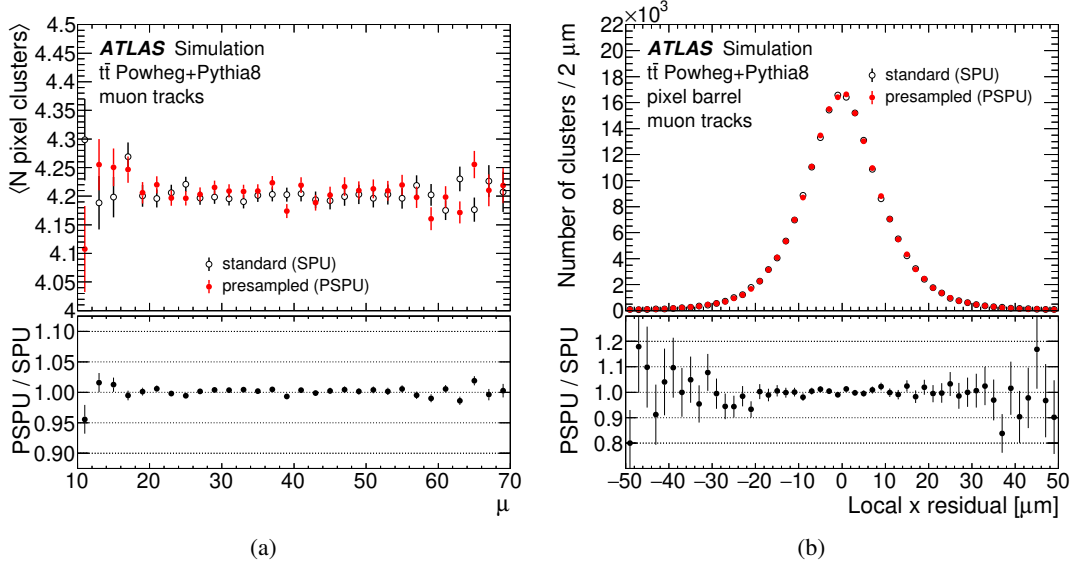 ⟨N pixel clusters⟩
4.5
4.45
4.4
4.35
4.3
4.25
4.2
4.15
4.1
4.05
4
ATLAS Simulation
tt̄ Powheg+Pythia8
muon tracks
standard (SPU)
presampled (PSPU)
PSPU / SPU
1.10
1.05
1.00
0.95
0.90
10 20 30 40 50 60 70
μ
(a)
Number of clusters / 2 μm
22×10³
20
18
16
14
12
10
8
6
4
2
0
ATLAS Simulation
tt̄ Powheg+Pythia8
pixel barrel
muon tracks
standard (SPU)
presampled (PSPU)
PSPU / SPU
1.2
1.1
1.0
0.9
0.8
−50 −40 −30 −20 −10 0 10 20 30 40 50
Local x residual [μm]
(b)